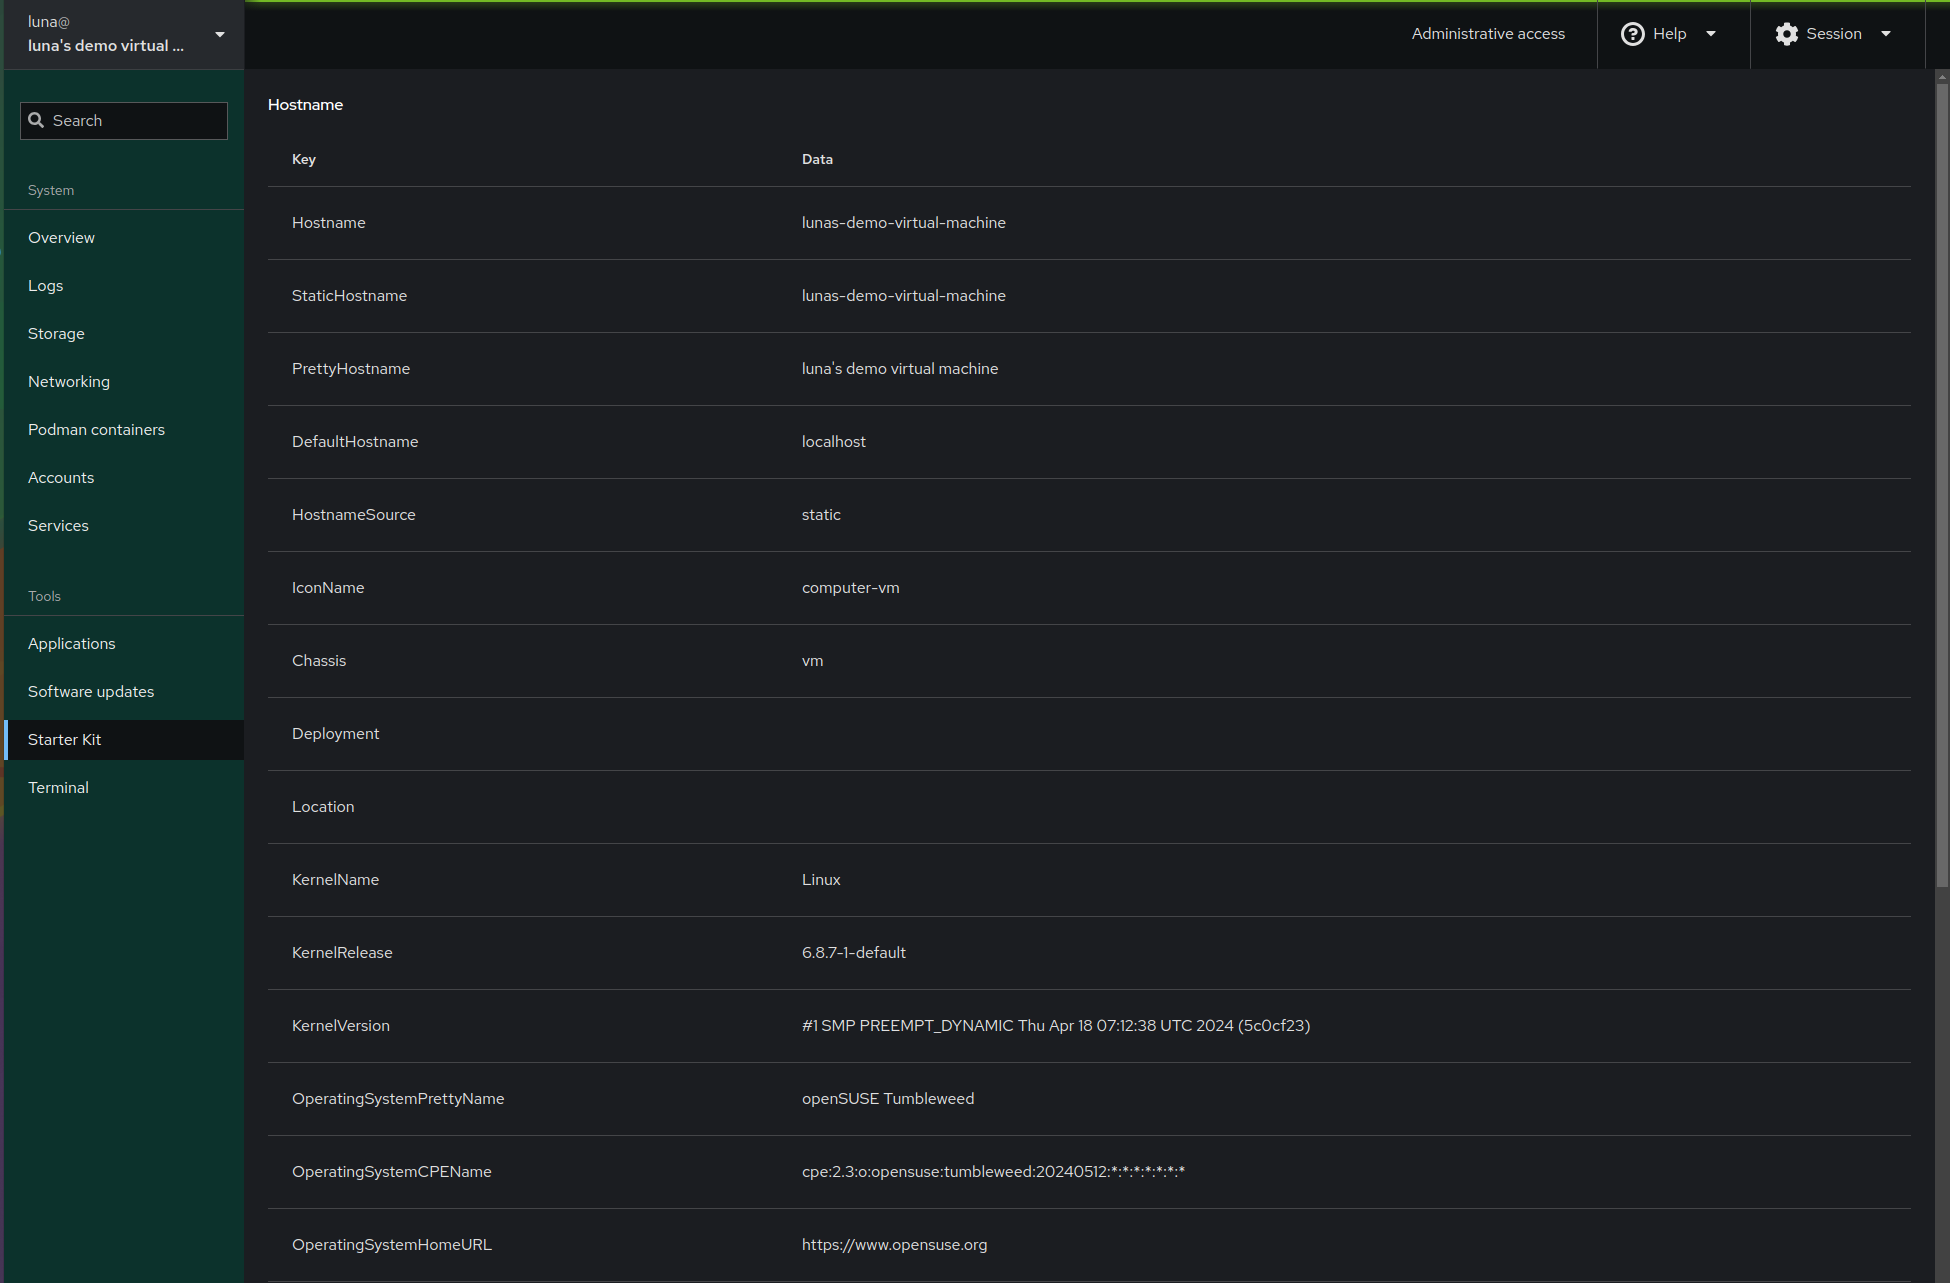 luna@
luna's demo virtual ...
Administrative access
Help
Session
Search
System
Overview
Logs
Storage
Networking
Podman containers
Accounts
Services
Tools
Applications
Software updates
Starter Kit
Terminal
Hostname
Key Data
Hostname lunas-demo-virtual-machine
StaticHostname lunas-demo-virtual-machine
PrettyHostname luna's demo virtual machine
DefaultHostname localhost
HostnameSource static
IconName computer-vm
Chassis vm
Deployment
Location
KernelName Linux
KernelRelease 6.8.7-1-default
KernelVersion #1 SMP PREEMPT_DYNAMIC Thu Apr 18 07:12:38 UTC 2024 (5c0cf23)
OperatingSystemPrettyName openSUSE Tumbleweed
OperatingSystemCPEName cpe:2.3:o:opensuse:tumbleweed:20240512:*:*:*:*:*:*:*
OperatingSystemHomeURL https://www.opensuse.org